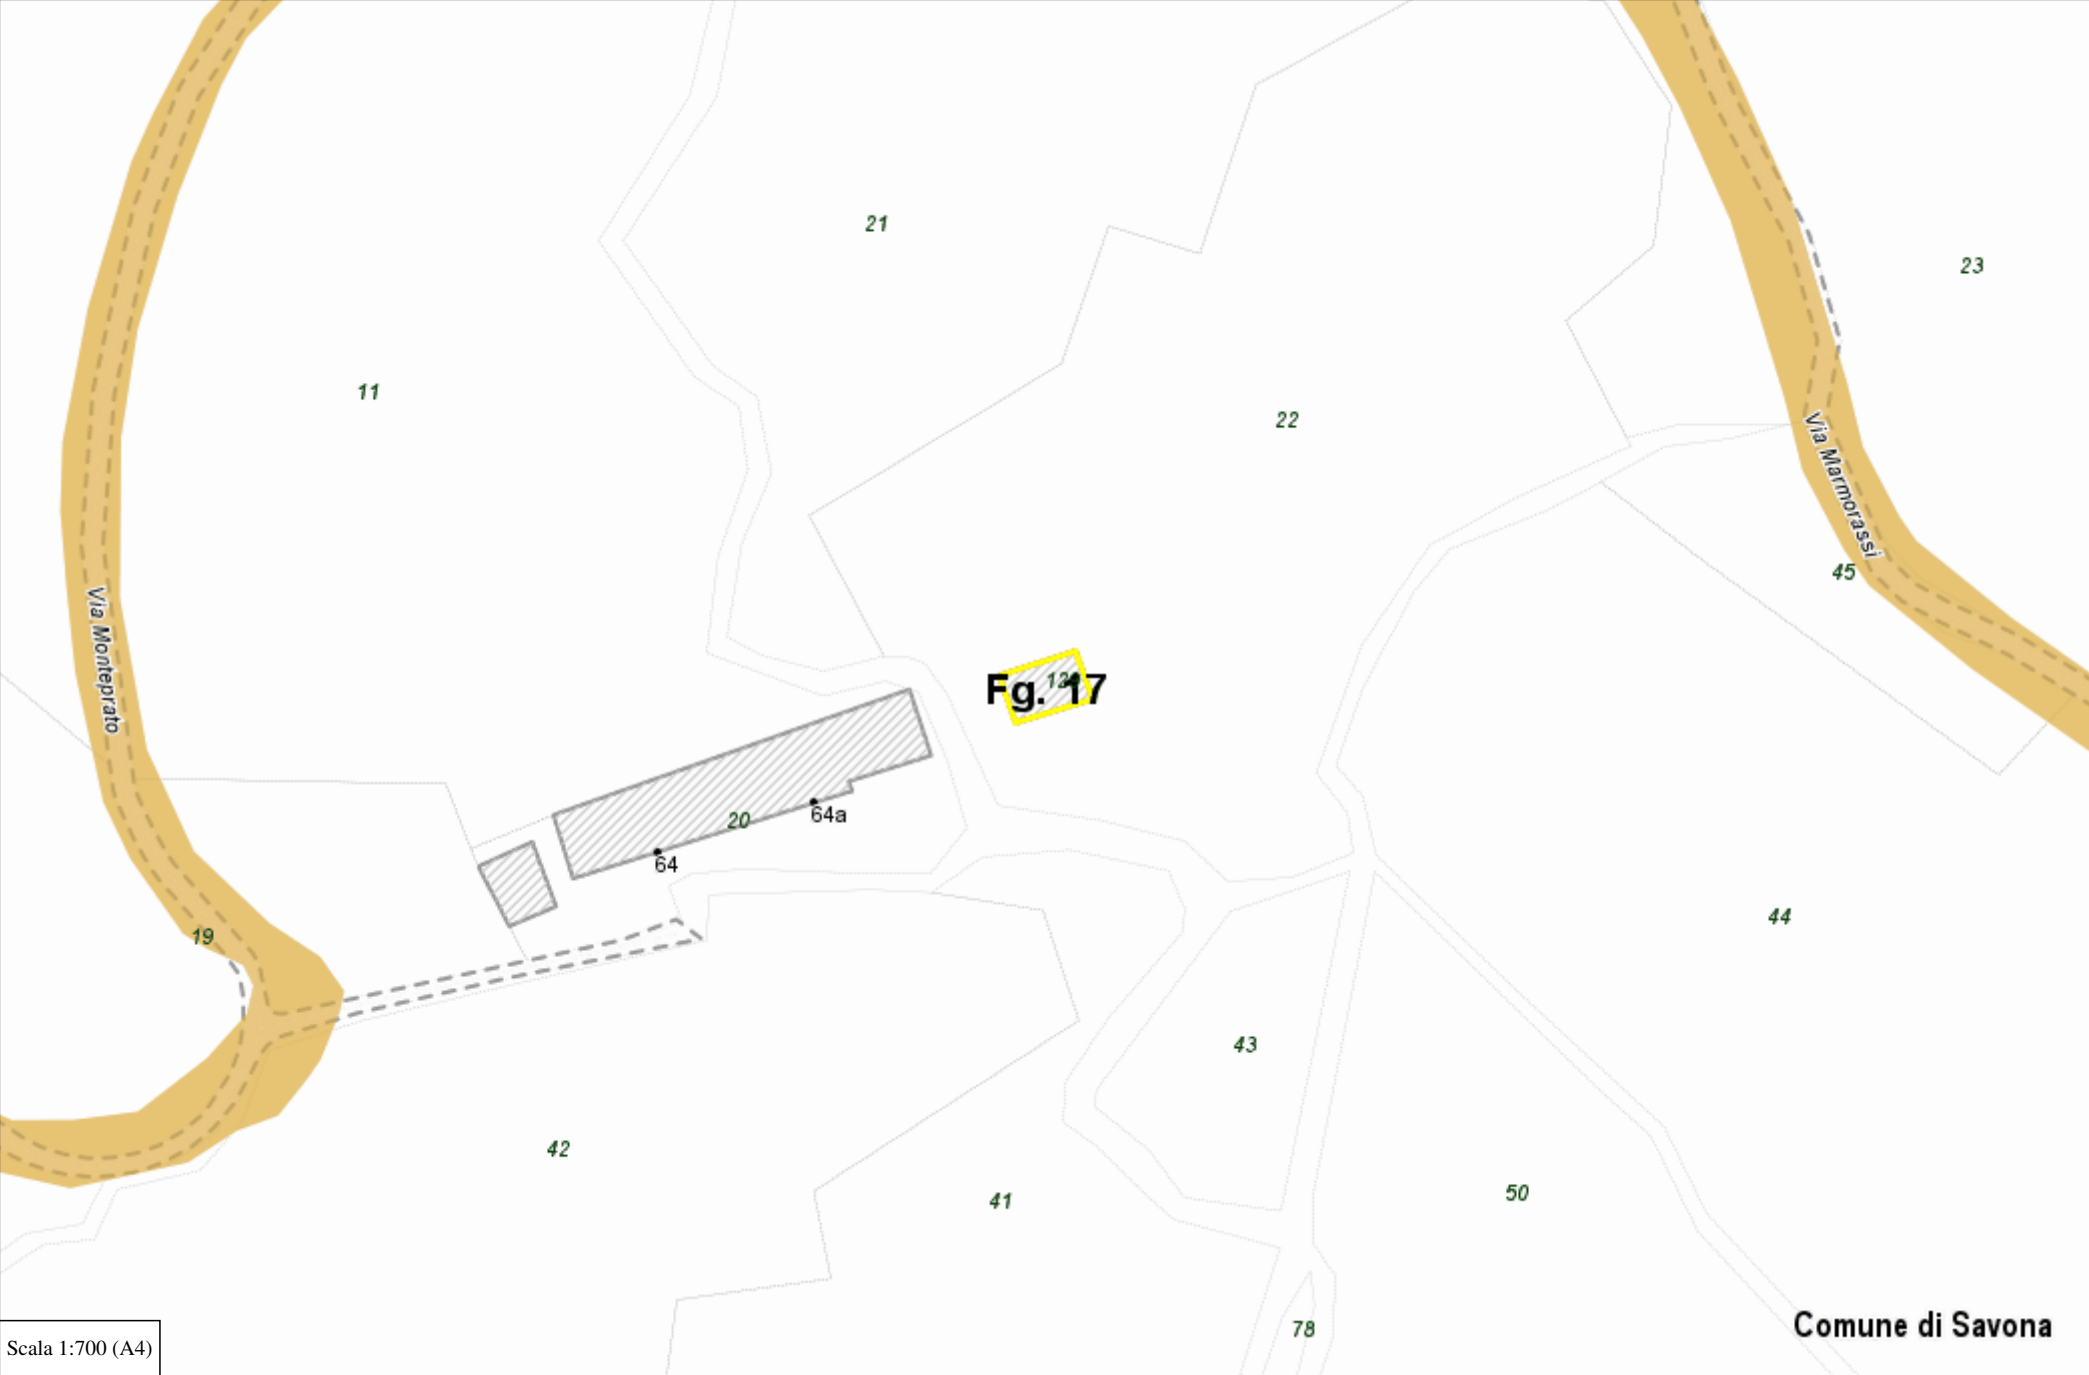 21
23
11
22
Via Marmorassi
45
Via Monteprato
Fg. 17
20
64a
64
19
44
43
42
41
50
78
Comune di Savona
Scala 1:700 (A4)